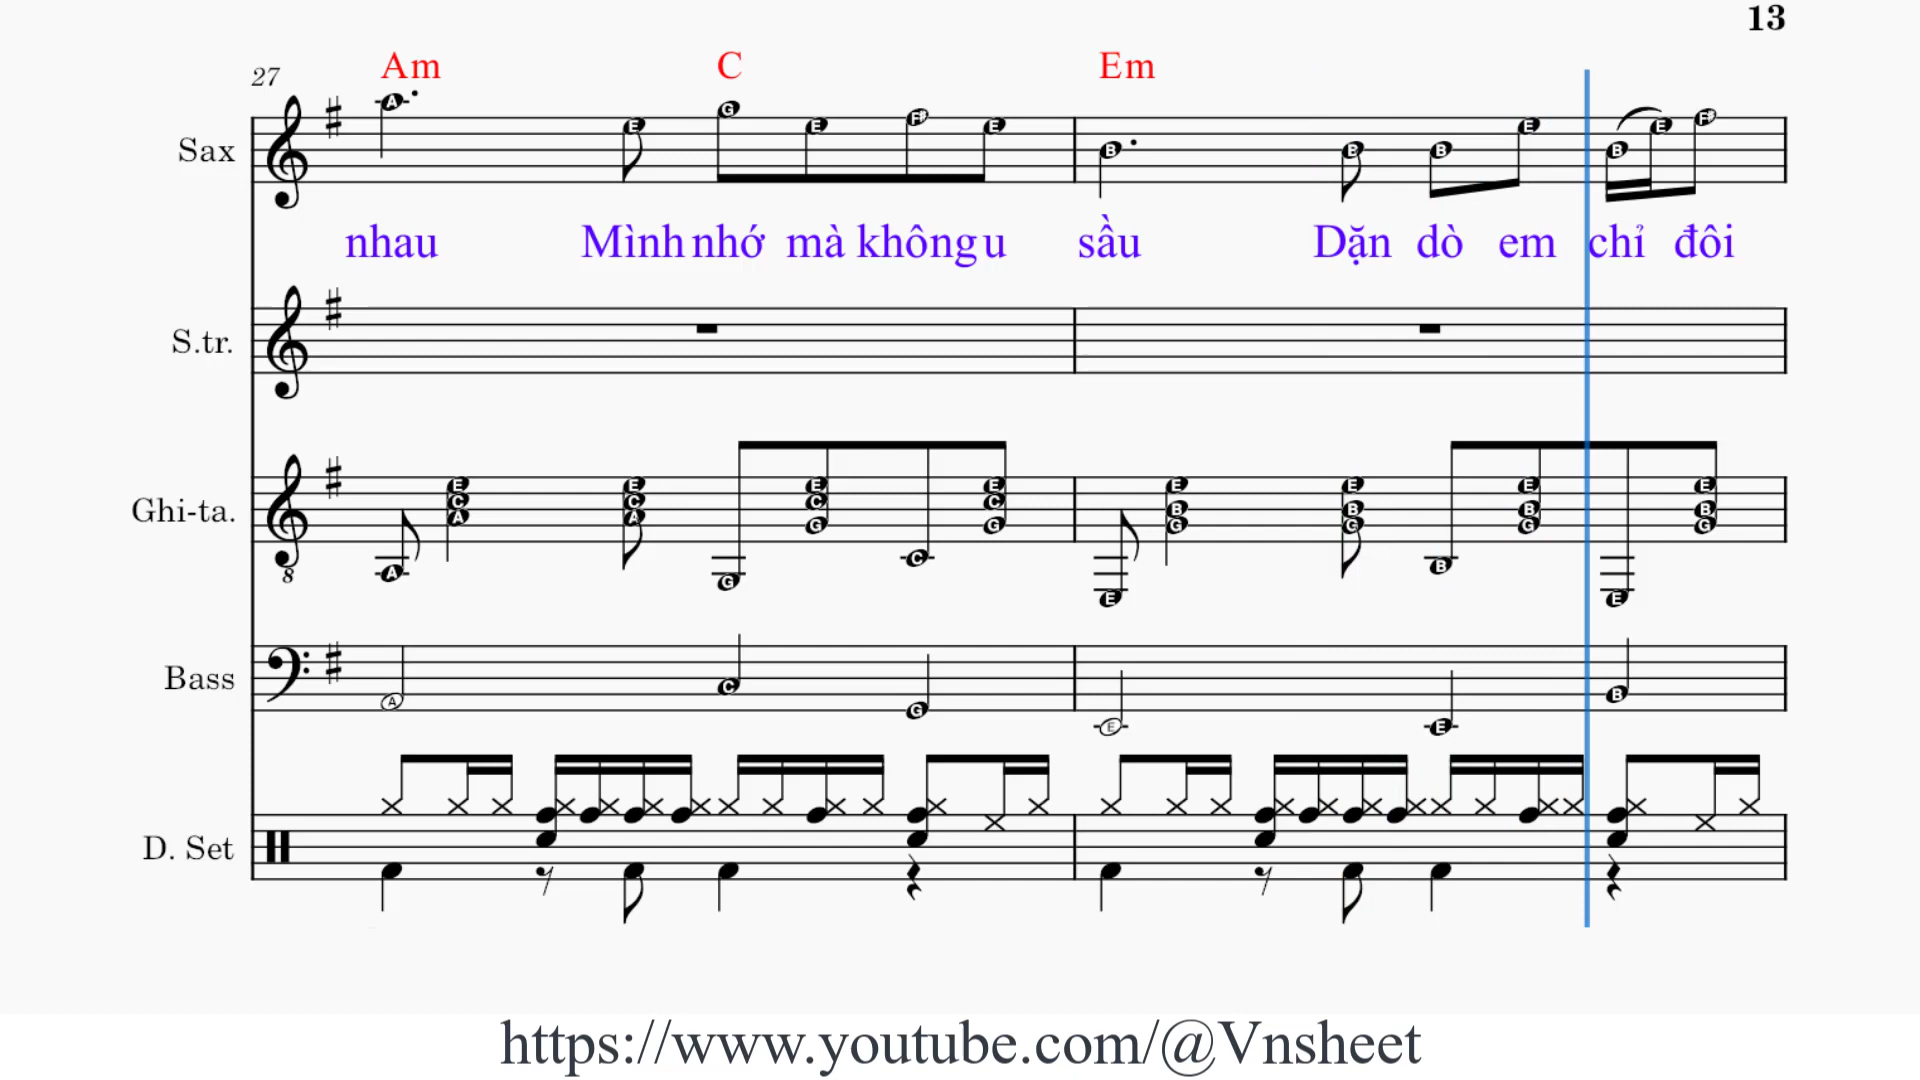 13
27
Am C Em
Sax
nhau Mình nhớ mà không u sầu Dặn dò em chỉ đôi
S.tr.
Ghi-ta.
8
Bass
D. Set
https://www.youtube.com/@Vnsheet